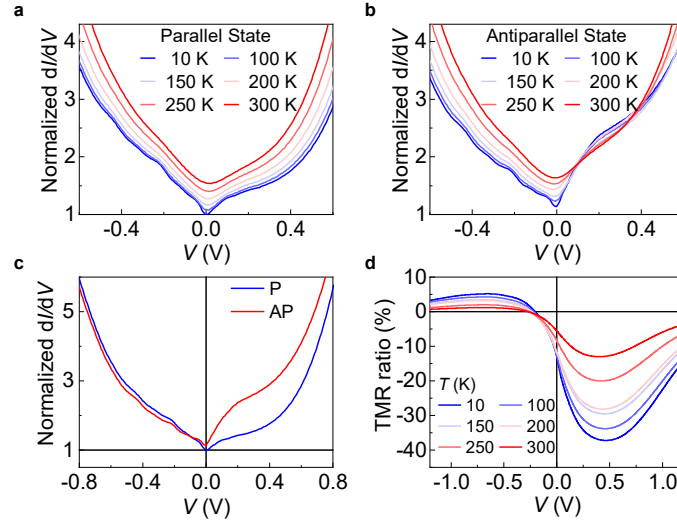 a
Parallel State
10 K 100 K
150 K 200 K
250 K 300 K
Normalized dI/dV
4
3
2
1
-0.4 0.0 0.4
V (V)
b
Antiparallel State
10 K 100 K
150 K 200 K
250 K 300 K
Normalized dI/dV
4
3
2
1
-0.4 0.0 0.4
V (V)
c
P
AP
Normalized dI/dV
5
3
1
-0.8 -0.4 0.0 0.4 0.8
V (V)
d
TMR ratio (%)
10
0
-10
-20
-30
-40
T (K)
10 100
150 200
250 300
-1.0 -0.5 0.0 0.5 1.0
V (V)